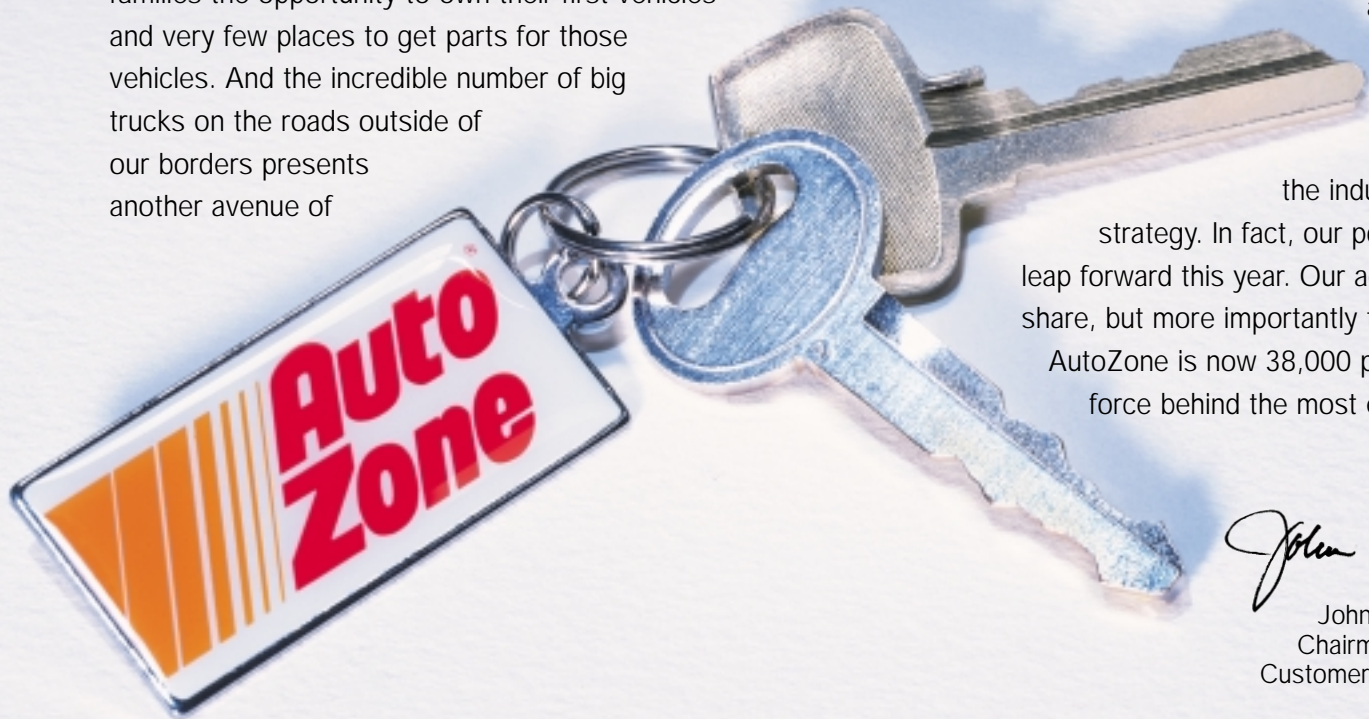 families the opportunity to own their first vehicles
and very few places to get parts for those
vehicles. And the incredible number of big
trucks on the roads outside of
our borders presents
another avenue of
Auto
Zone
®
strategy. In fact, our
leap forward this year. Our
share, but more importantly
AutoZone is now 38,000
force behind the most
the
John
John
Customer